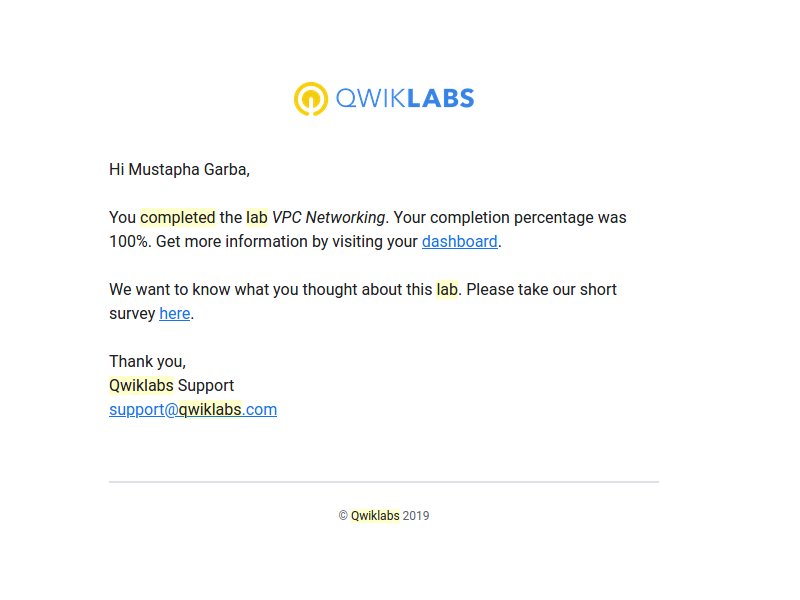 QWIKLABS
Hi Mustapha Garba,
You completed the lab VPC Networking. Your completion percentage was
100%. Get more information by visiting your dashboard.
We want to know what you thought about this lab. Please take our short
survey here.
Thank you,
Qwiklabs Support
support@qwiklabs.com
© Qwiklabs 2019